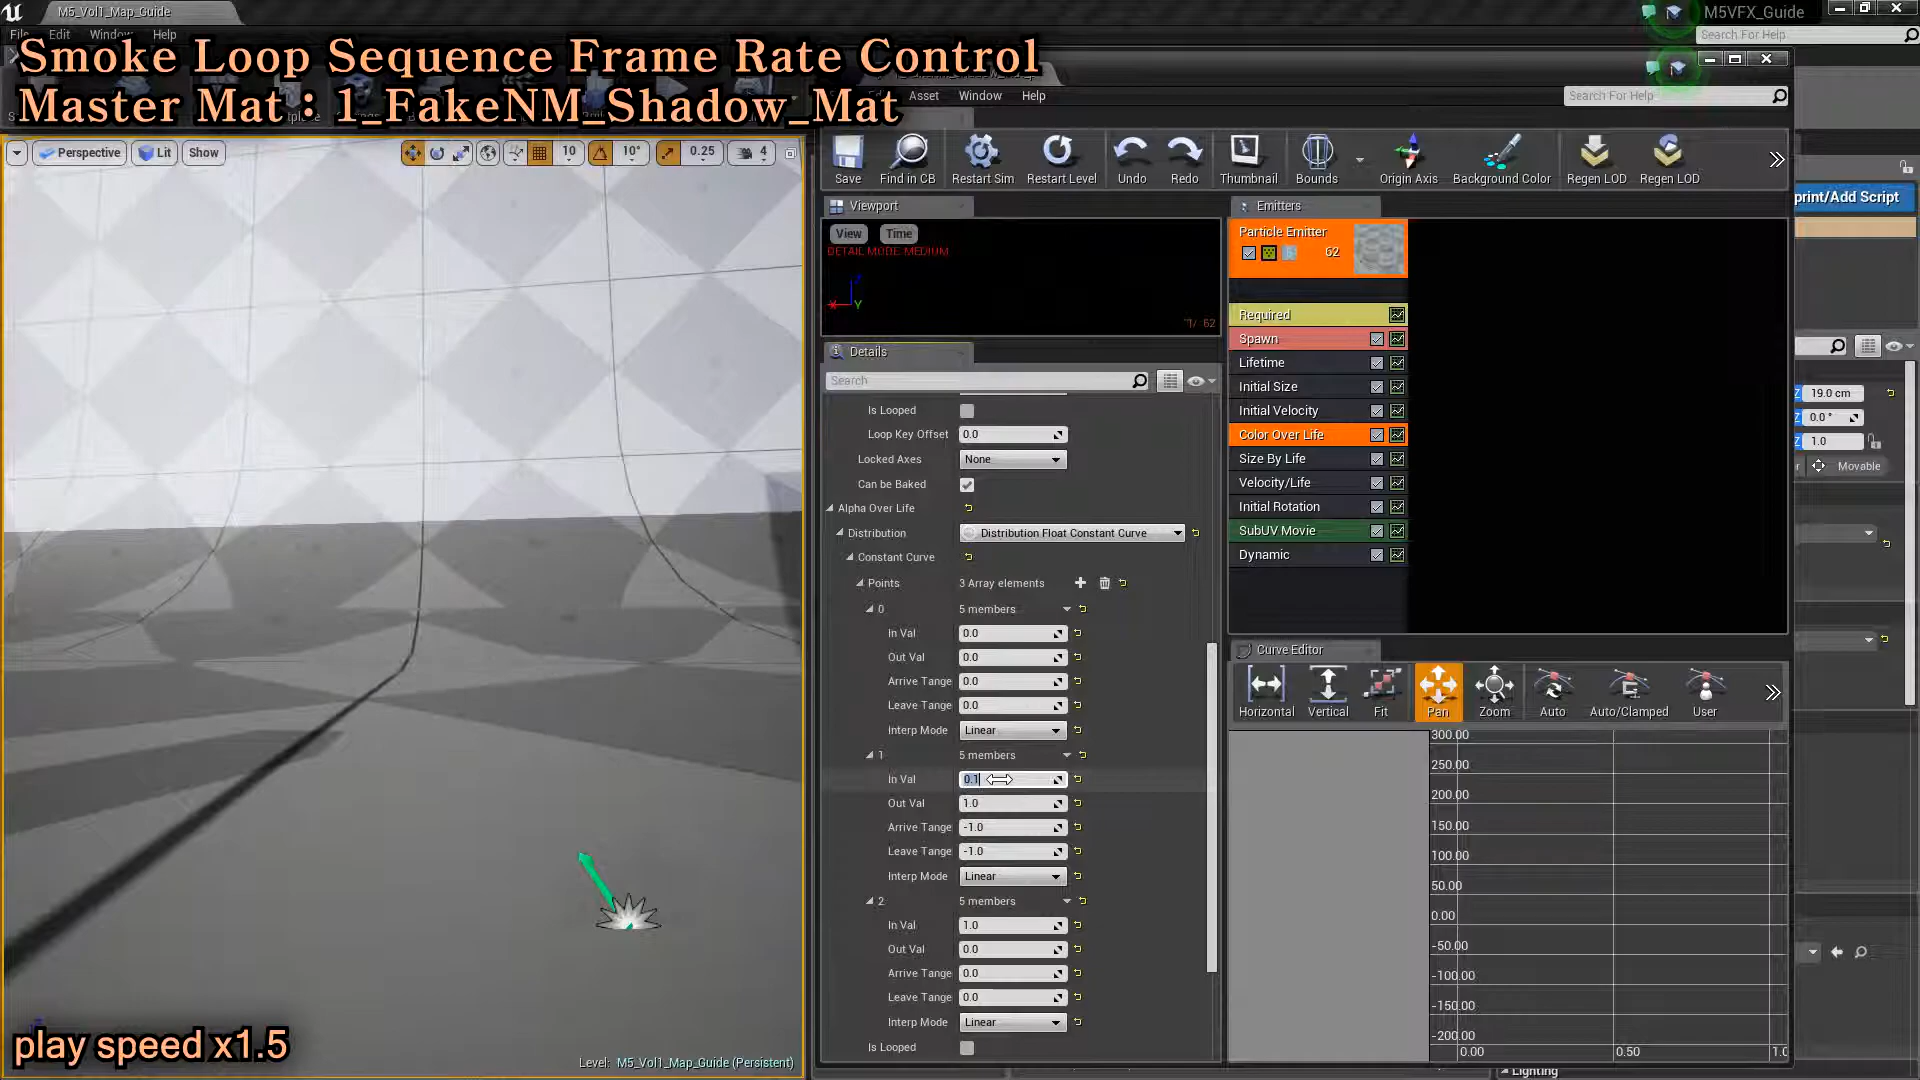 M5_Vol1_Map_Guide
M5VFX_Guide
File Edit Window Help
Search For Help
Smoke Loop Sequence Frame Rate Control
Master Mat : 1_FakeNM_Shadow_Mat
Asset Window Help
Search For Help
Perspective Lit Show 10 10° 0.25 4
Save Find in CB Restart Sim Restart Level Undo Redo Thumbnail Bounds Origin Axis Background Color Regen LOD Regen LOD
print/Add Script
Viewport
View Time
DETAIL MODE: MEDIUM
X Z Y
62
Emitters
Particle Emitter
62
Required
Spawn
Lifetime
Initial Size
Initial Velocity
Color Over Life
Size By Life
Velocity/Life
Initial Rotation
SubUV Movie
Dynamic
Details
Search
Is Looped
Loop Key Offset 0.0
Locked Axes None
Can be Baked
Alpha Over Life
Distribution Distribution Float Constant Curve
Constant Curve
Points 3 Array elements
0 5 members
In Val 0.0
Out Val 0.0
Arrive Tange 0.0
Leave Tange 0.0
Interp Mode Linear
1 5 members
In Val 0.1
Out Val 1.0
Arrive Tange -1.0
Leave Tange -1.0
Interp Mode Linear
2 5 members
In Val 1.0
Out Val 0.0
Arrive Tange 0.0
Leave Tange 0.0
Interp Mode Linear
Is Looped
Z 19.0 cm
Z 0.0 °
Z 1.0
Movable
Curve Editor
Horizontal Vertical Fit Pan Zoom Auto Auto/Clamped User
300.00
250.00
200.00
150.00
100.00
50.00
0.00
-50.00
-100.00
-150.00
-200.00
0.00 0.50
Lighting
play speed x1.5
Level: M5_Vol1_Map_Guide (Persistent)